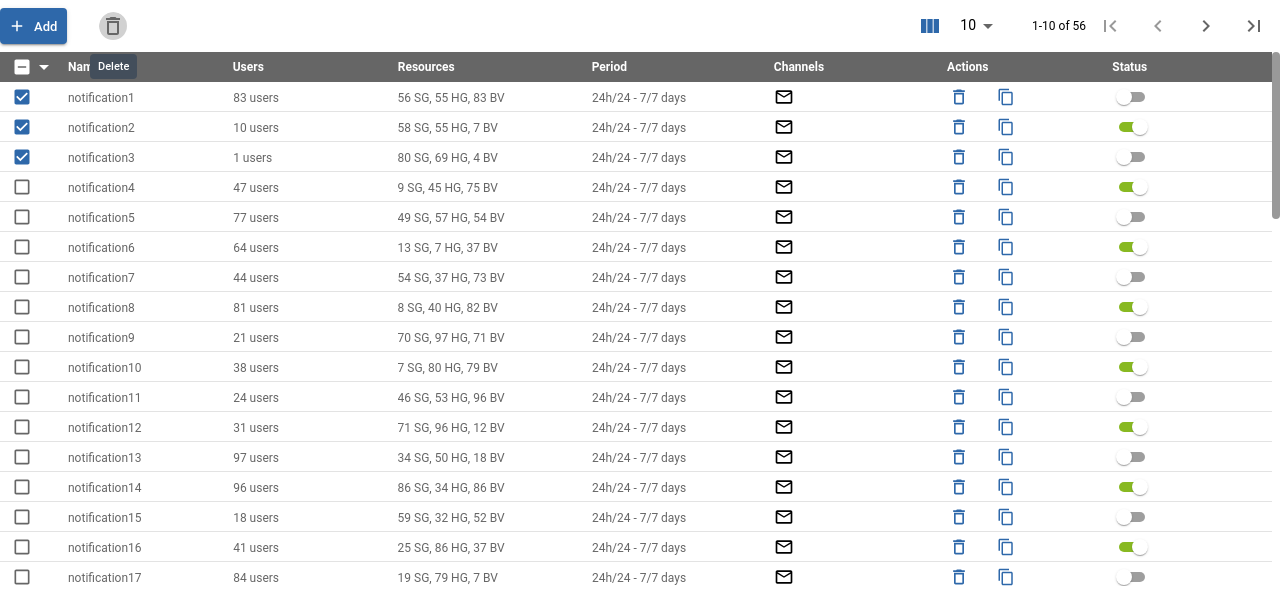 Add
10
1-10 of 56
Delete
Users Resources Period Channels Actions Status
notification1 83 users 56 SG, 55 HG, 83 BV 24h/24 - 7/7 days
notification2 10 users 58 SG, 55 HG, 7 BV 24h/24 - 7/7 days
notification3 1 users 80 SG, 69 HG, 4 BV 24h/24 - 7/7 days
notification4 47 users 9 SG, 45 HG, 75 BV 24h/24 - 7/7 days
notification5 77 users 49 SG, 57 HG, 54 BV 24h/24 - 7/7 days
notification6 64 users 13 SG, 7 HG, 37 BV 24h/24 - 7/7 days
notification7 44 users 54 SG, 37 HG, 73 BV 24h/24 - 7/7 days
notification8 81 users 8 SG, 40 HG, 82 BV 24h/24 - 7/7 days
notification9 21 users 70 SG, 97 HG, 71 BV 24h/24 - 7/7 days
notification10 38 users 7 SG, 80 HG, 79 BV 24h/24 - 7/7 days
notification11 24 users 46 SG, 53 HG, 96 BV 24h/24 - 7/7 days
notification12 31 users 71 SG, 96 HG, 12 BV 24h/24 - 7/7 days
notification13 97 users 34 SG, 50 HG, 18 BV 24h/24 - 7/7 days
notification14 96 users 86 SG, 34 HG, 86 BV 24h/24 - 7/7 days
notification15 18 users 59 SG, 32 HG, 52 BV 24h/24 - 7/7 days
notification16 41 users 25 SG, 86 HG, 37 BV 24h/24 - 7/7 days
notification17 84 users 19 SG, 79 HG, 7 BV 24h/24 - 7/7 days